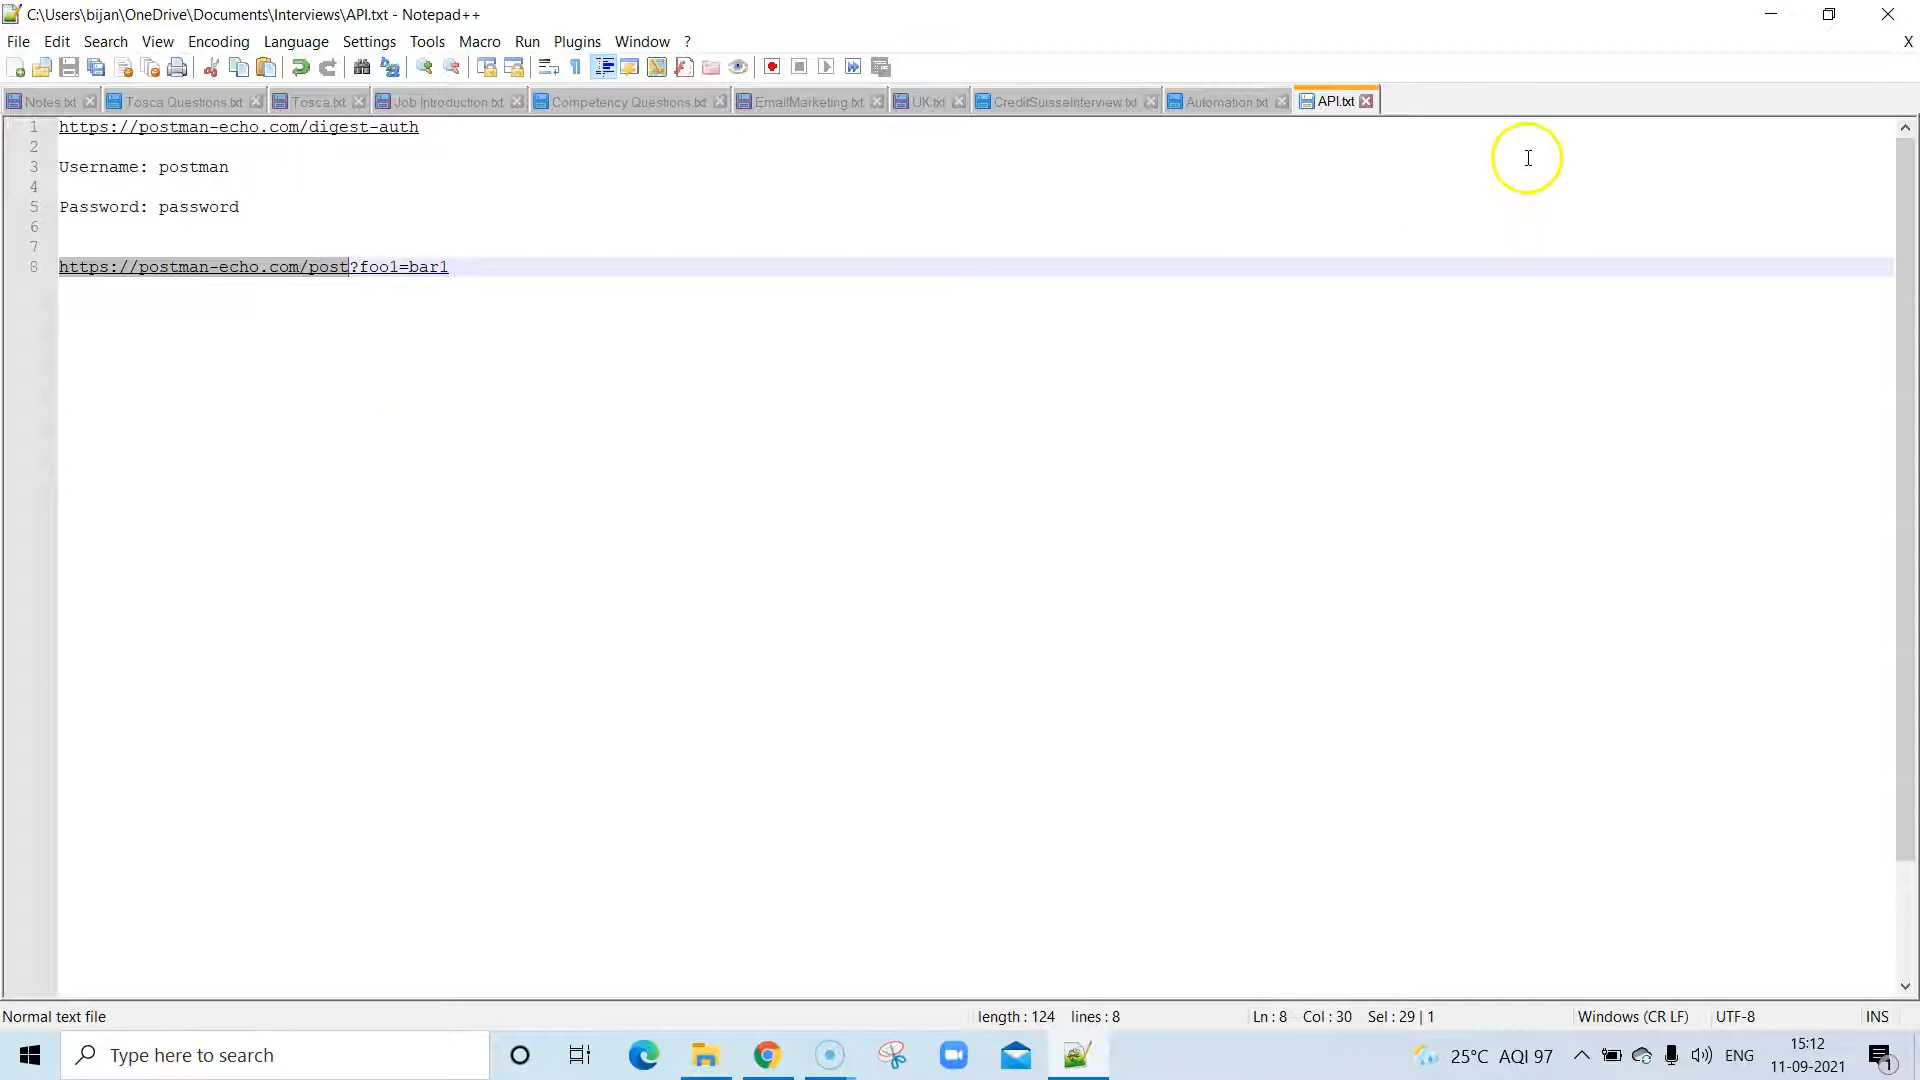 C:\Users\bijan\OneDrive\Documents\Interviews\API.txt - Notepad++
File Edit Search View Encoding Language Settings Tools Macro Run Plugins Window ? X
Notes.txt Tosca Questions.txt Tosca.txt Job Introduction.txt Competency Questions.txt EmailMarketing.txt UK.txt CreditSuisseInterview.txt Automation.txt API.txt
1 https://postman-echo.com/digest-auth
2
3 Username: postman
4
5 Password: password
6
7
8 https://postman-echo.com/post?foo1=bar1
Normal text file length : 124 lines : 8 Ln : 8 Col : 30 Sel : 29 | 1 Windows (CR LF) UTF-8 INS
Type here to search 25°C AQI 97 ENG 15:12
11-09-2021 1